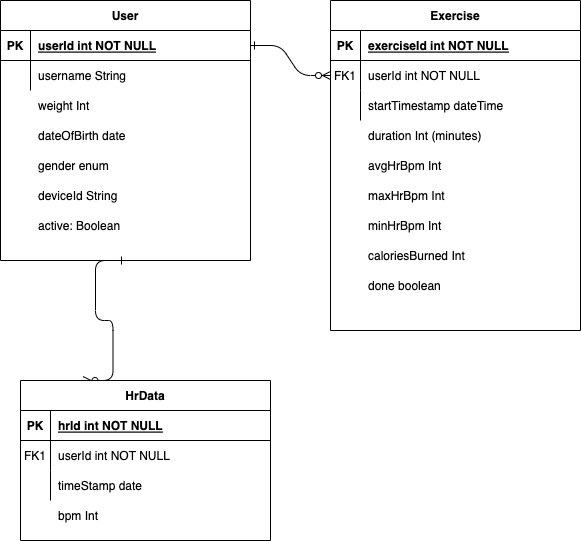 User
PK userId int NOT NULL
username String
weight Int
dateOfBirth date
gender enum
deviceId String
active: Boolean
Exercise
PK exerciseId int NOT NULL
FK1 userId int NOT NULL
startTimestamp dateTime
duration Int (minutes)
avgHrBpm Int
maxHrBpm Int
minHrBpm Int
caloriesBurned Int
done boolean
HrData
PK hrId int NOT NULL
FK1 userId int NOT NULL
timeStamp date
bpm Int